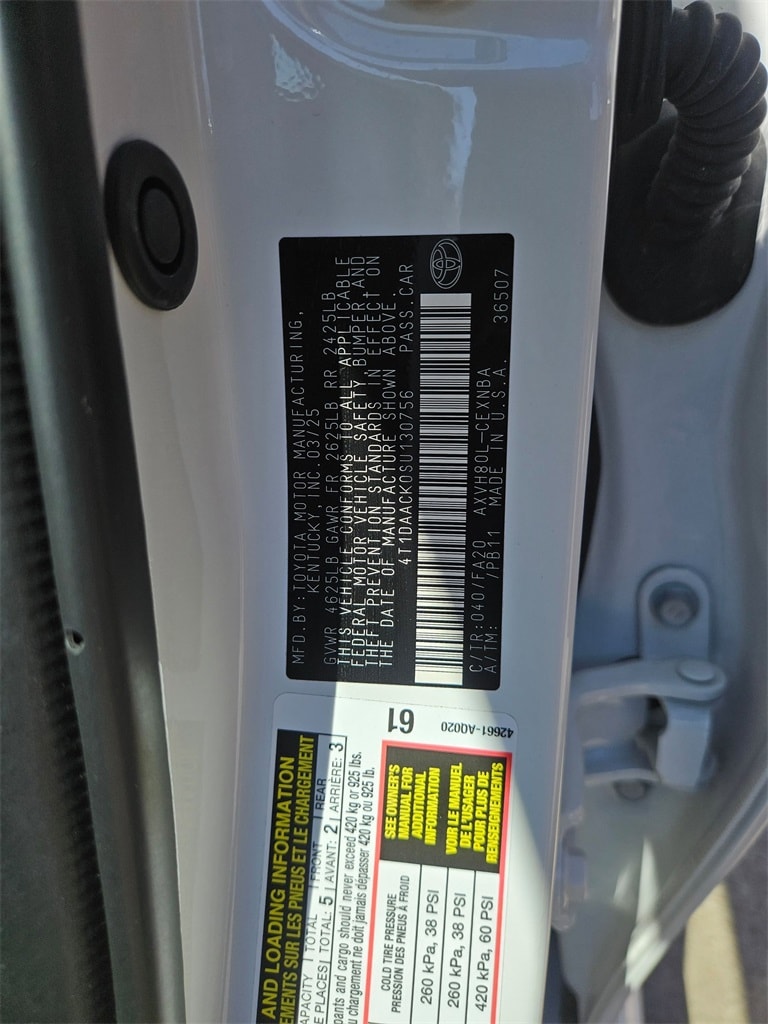 MFD.BY:TOYOTA MOTOR MANUFACTURING,
KENTUCKY, INC. 03/25
GVWR 4625LB GAWR FR 2625LB RR 2425LB
THIS VEHICLE CONFORMS TO ALL APPLICABLE
FEDERAL MOTOR VEHICLE SAFETY, BUMPER, AND
THEFT PREVENTION STANDARDS IN EFFECT ON
THE DATE OF MANUFACTURE SHOWN ABOVE.
4T1DAACK0SU130756 PASS.CAR
C/TR:040/FA20 AXVH80L-CEXNBA
A/TM: /PB11 MADE IN U.S.A. 36507
61
42661-AQ020
AND LOADING INFORMATION
EMENTS SUR LES PNEUS ET LE CHARGEMENT
APACITY TOTAL FRONT REAR
E PLACES TOTAL: 5 AVANT: 2 ARRIÈRE: 3
pants and cargo should never exceed 420 kg or 925 lbs.
u chargement ne doit jamais dépasser 420 kg ou 925 lb.
COLD TIRE PRESSURE
PRESSION DES PNEUS À FROID
260 kPa, 38 PSI
260 kPa, 38 PSI
420 kPa, 60 PSI
SEE OWNER'S
MANUAL FOR
ADDITIONAL
INFORMATION
VOIR LE MANUEL
DE L'USAGER
POUR PLUS DE
RENSEIGNEMENTS